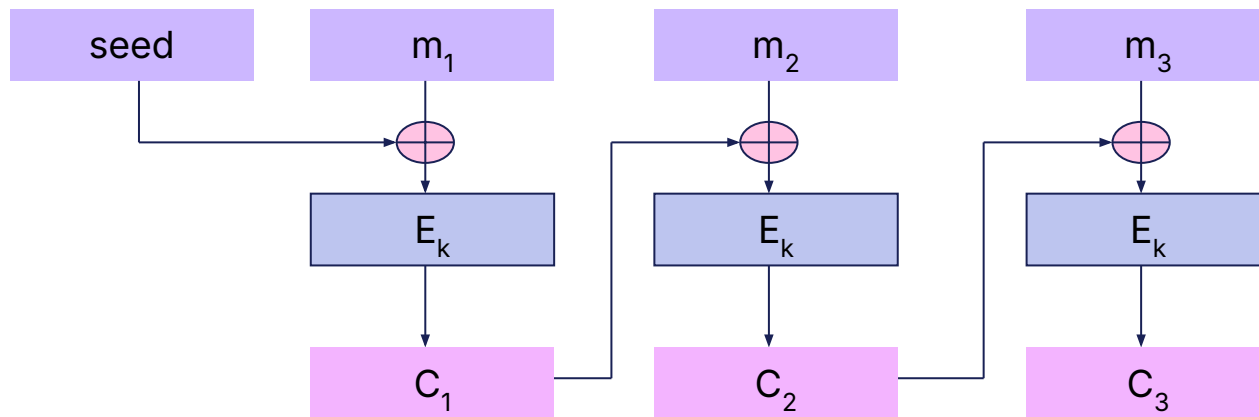 seed m₁ m₂ m₃
Eₖ Eₖ Eₖ
C₁ C₂ C₃